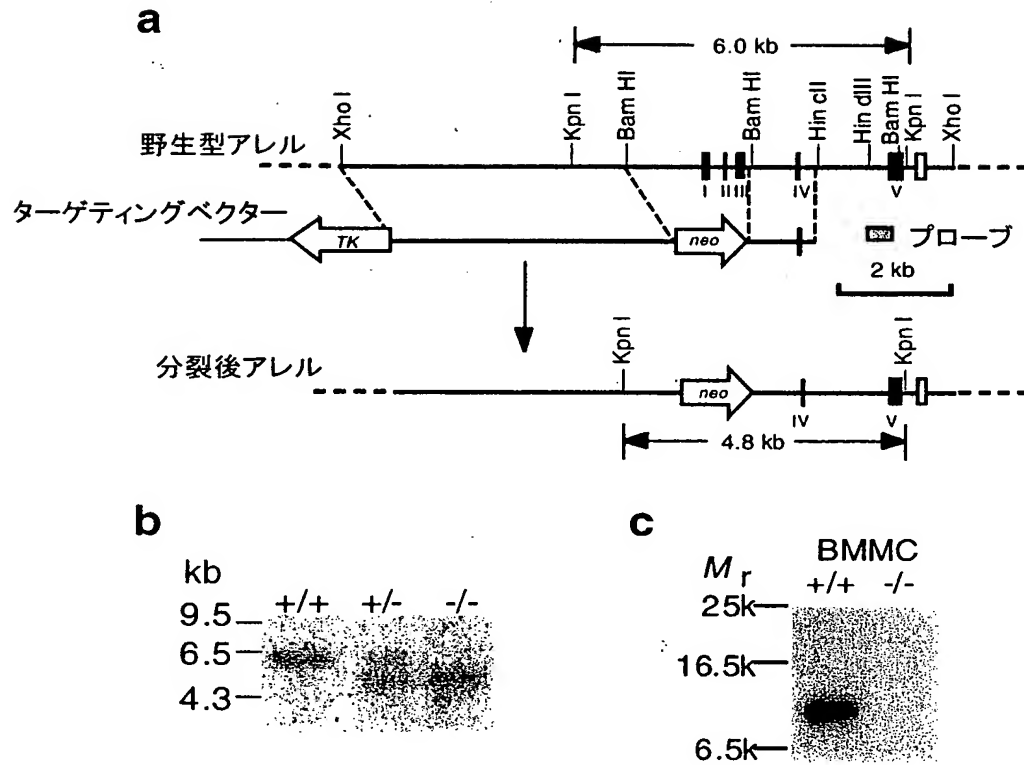 a
6.0 kb
Xho I
Kpn I
Bam HI
Bam HI
Hin cII
Hin dIII
Bam HI
Kpn I
Xho I
野生型アレル
I
II
III
IV
V
ターゲティングベクター
TK
neo
プローブ
2 kb
Kpn I
Kpn I
分裂後アレル
neo
IV
V
4.8 kb
b
kb
+/+ +/- -/-
9.5
6.5
4.3
c
BMMC
Mr
+/+ -/-
25k
16.5k
6.5k